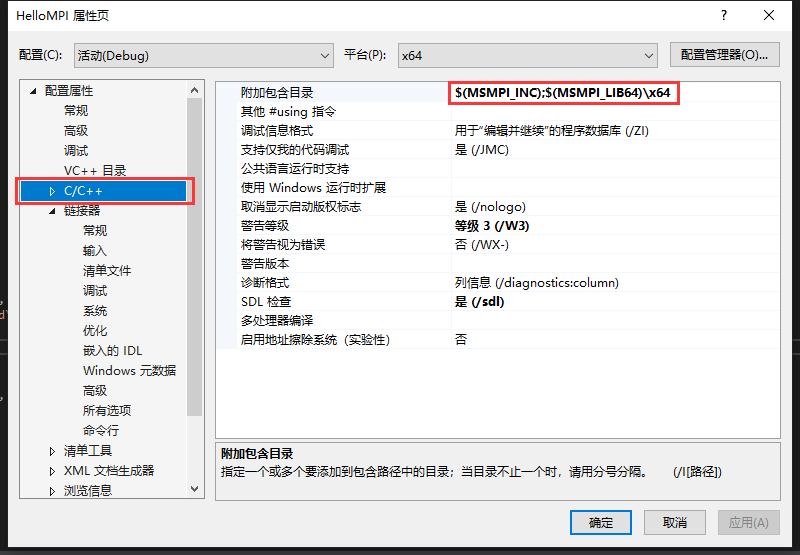 HelloMPI 属性页
?
配置(C):
活动(Debug)
平台(P):
x64
配置管理器(O)...
配置属性
常规
高级
调试
VC++ 目录
C/C++
链接器
常规
输入
清单文件
调试
系统
优化
嵌入的 IDL
Windows 元数据
高级
所有选项
命令行
清单工具
XML 文档生成器
浏览信息
附加包含目录 $(MSMPI_INC);$(MSMPI_LIB64)\x64
其他 #using 指令
调试信息格式 用于“编辑并继续”的程序数据库 (/ZI)
支持仅我的代码调试 是 (/JMC)
公共语言运行时支持
使用 Windows 运行时扩展
取消显示启动版权标志 是 (/nologo)
警告等级 等级 3 (/W3)
将警告视为错误 否 (/WX-)
警告版本
诊断格式 列信息 (/diagnostics:column)
SDL 检查 是 (/sdl)
多处理器编译
启用地址擦除系统（实验性） 否
附加包含目录
指定一个或多个要添加到包含路径中的目录；当目录不止一个时，请用分号分隔。 (/I[路径])
确定
取消
应用(A)